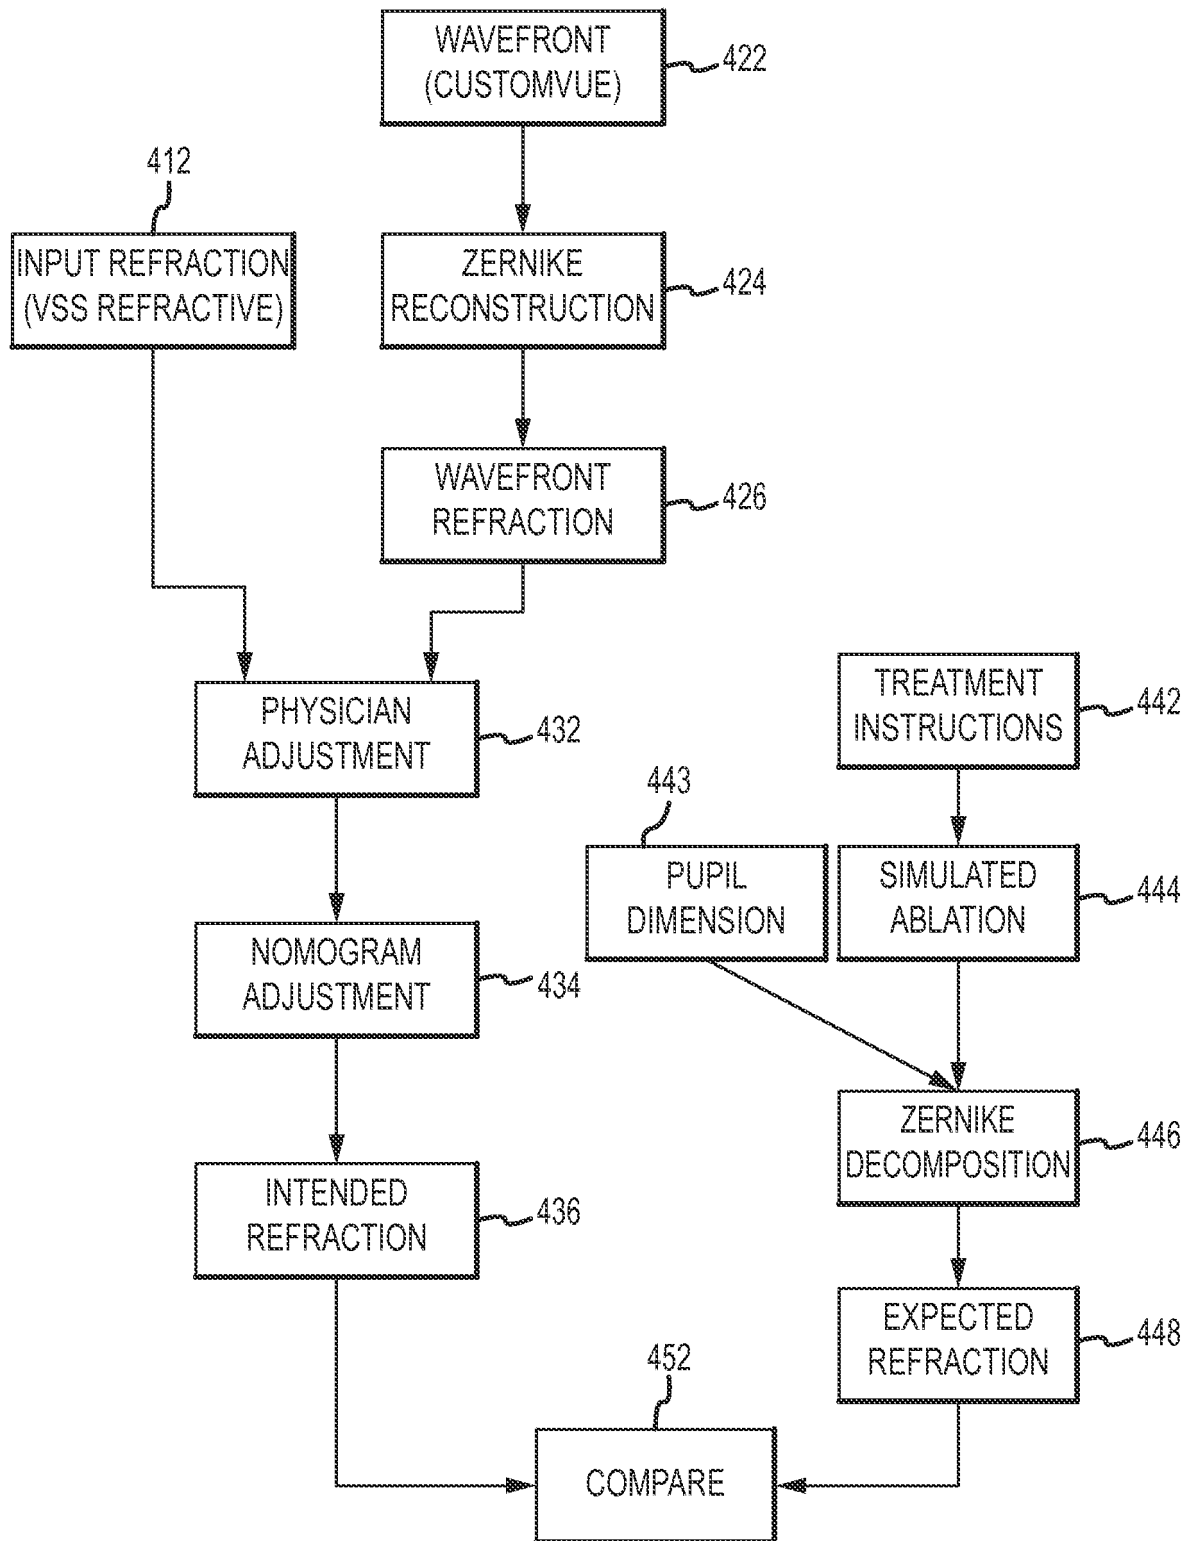 WAVEFRONT
(CUSTOMVUE)
422
412
INPUT REFRACTION
(VSS REFRACTIVE)
ZERNIKE
RECONSTRUCTION
424
WAVEFRONT
REFRACTION
426
PHYSICIAN
ADJUSTMENT
432
TREATMENT
INSTRUCTIONS
442
443
PUPIL
DIMENSION
SIMULATED
ABLATION
444
NOMOGRAM
ADJUSTMENT
434
ZERNIKE
DECOMPOSITION
446
INTENDED
REFRACTION
436
EXPECTED
REFRACTION
448
452
COMPARE